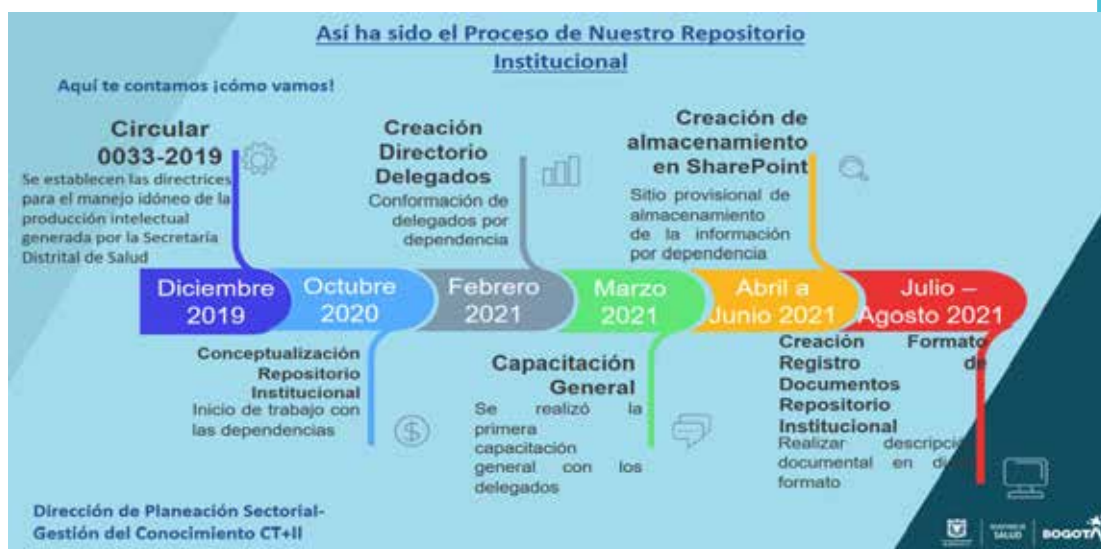 Así ha sido el Proceso de Nuestro Repositorio
Institucional
Aquí te contamos ¡cómo vamos!
Circular
0033-2019
Se establecen las directrices
para el manejo idóneo de la
producción intelectual
generada por la Secretaría
Distrital de Salud
Creación
Directorio
Delegados
Conformación de
delegados por
dependencia
Creación de
almacenamiento
en SharePoint
Sitio provisional de
almacenamiento
de la información
por dependencia
Diciembre
2019
Octubre
2020
Febrero
2021
Marzo
2021
Abril a
Junio 2021
Julio –
Agosto 2021
Conceptualización
Repositorio
Institucional
Inicio de trabajo con
las dependencias
Capacitación
General
Se realizó la
primera
capacitación
general con los
delegados
Creación Formato
Registro de
Documentos
Repositorio
Institucional
Realizar
documental en
formato
Dirección de Planeación Sectorial-
Gestión del Conocimiento CT+II
SALUD
BOGOTÁ